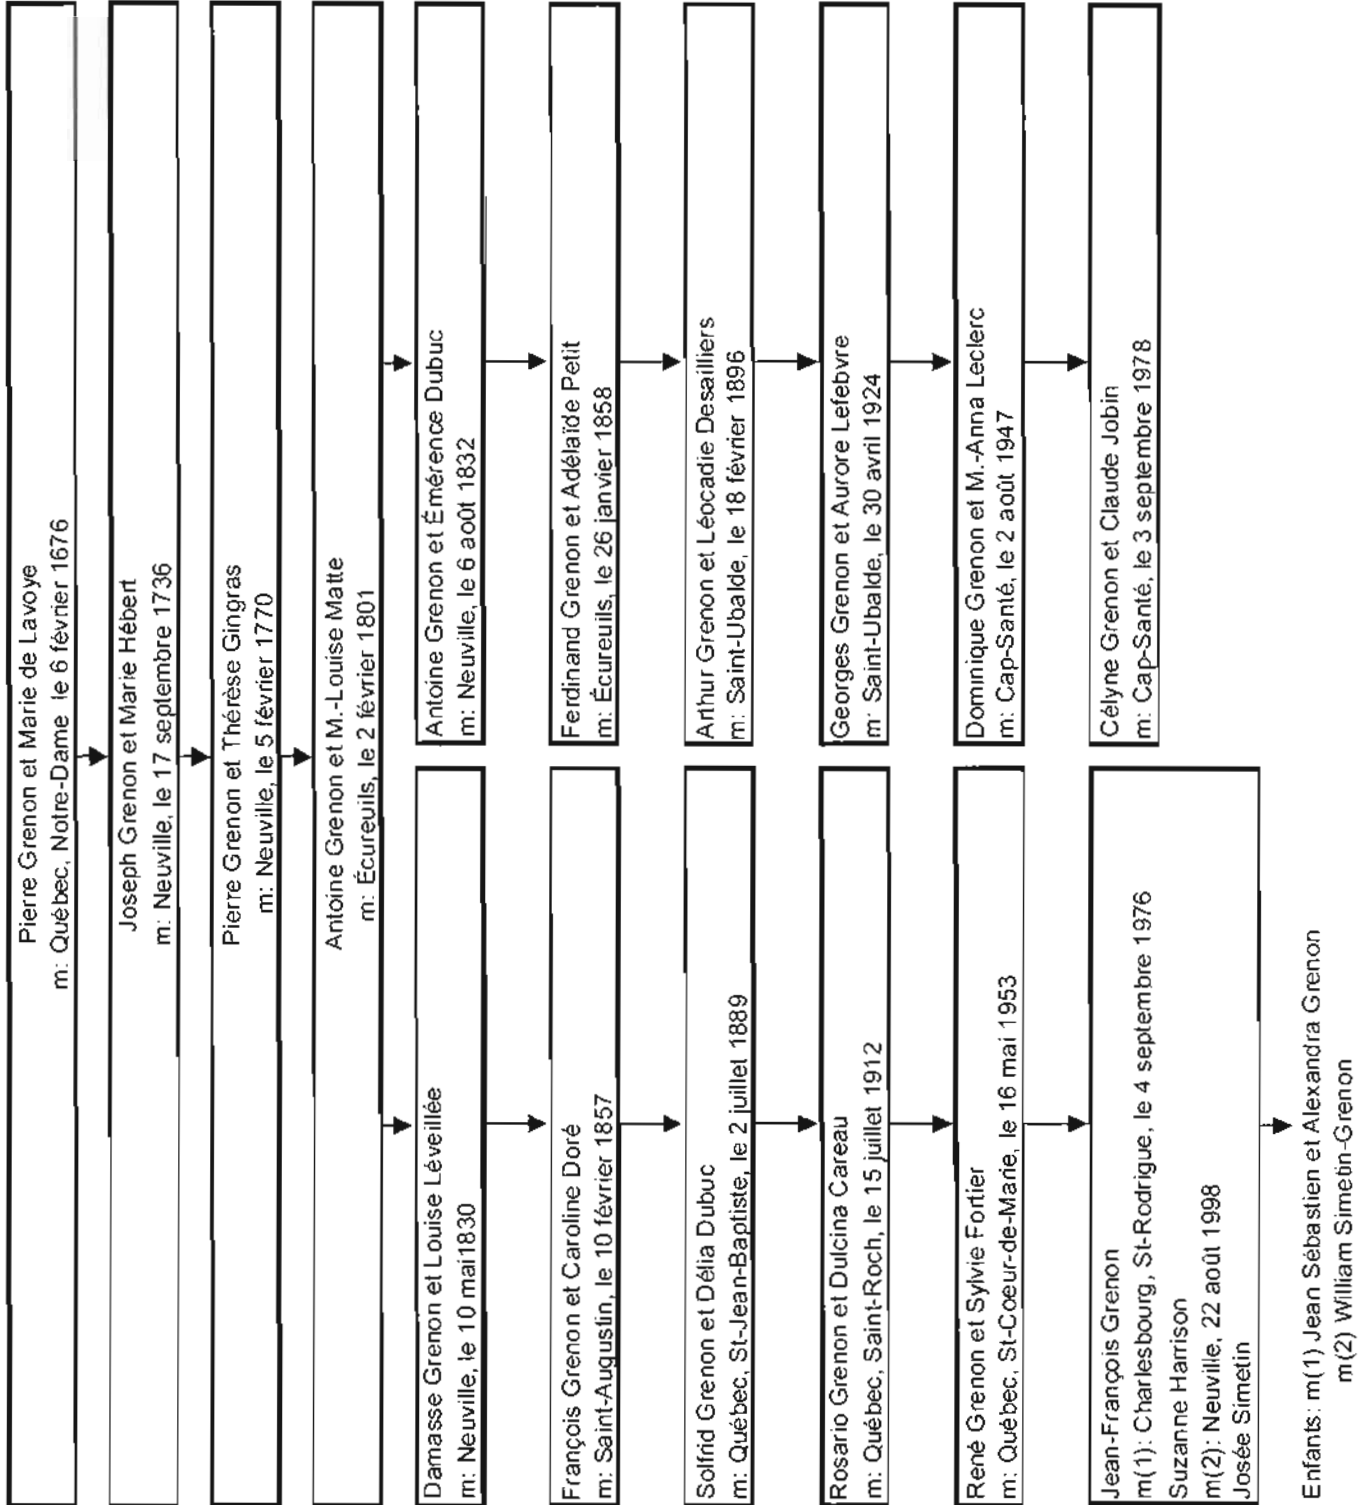 Pierre Grenon et Marie de Lavoye
m: Québec, Notre-Dame le 6 février 1676
Joseph Grenon et Marie Hébert
m: Neuville, le 17 septembre 1736
Pierre Grenon et Thérèse Gingras
m: Neuville, le 5 février 1770
Antoine Grenon et M.-Louise Matte
m: Écureuils, le 2 février 1801
Damasse Grenon et Louise Léveillée
m: Neuville, le 10 mai1830
François Grenon et Caroline Doré
m: Saint-Augustin, le 10 février 1857
Solfrid Grenon et Délia Dubuc
m: Québec, St-Jean-Baptiste, le 2 juillet 1889
Rosario Grenon et Dulcina Careau
m: Québec, Saint-Roch, le 15 juillet 1912
René Grenon et Sylvie Fortier
m: Québec, St-Coeur-de-Marie, le 16 mai 1953
Jean-François Grenon
m(1): Charlesbourg, St-Rodrigue, le 4 septembre 1976
Suzanne Harrison
m(2): Neuville, 22 août 1998
Josée Simetin
Enfants: m(1) Jean Sébastien et Alexandra Grenon
m(2) William Simetin-Grenon
Antoine Grenon et Émérence Dubuc
m: Neuville, le 6 août 1832
Ferdinand Grenon et Adélaïde Petit
m: Écureuils, le 26 janvier 1858
Arthur Grenon et Léocadie Desailliers
m: Saint-Ubalde, le 18 février 1896
Georges Grenon et Aurore Lefebvre
m: Saint-Ubalde, le 30 avril 1924
Dominique Grenon et M.-Anna Leclerc
m: Cap-Santé, le 2 août 1947
Célyne Grenon et Claude Jobin
m: Cap-Santé, le 3 septembre 1978